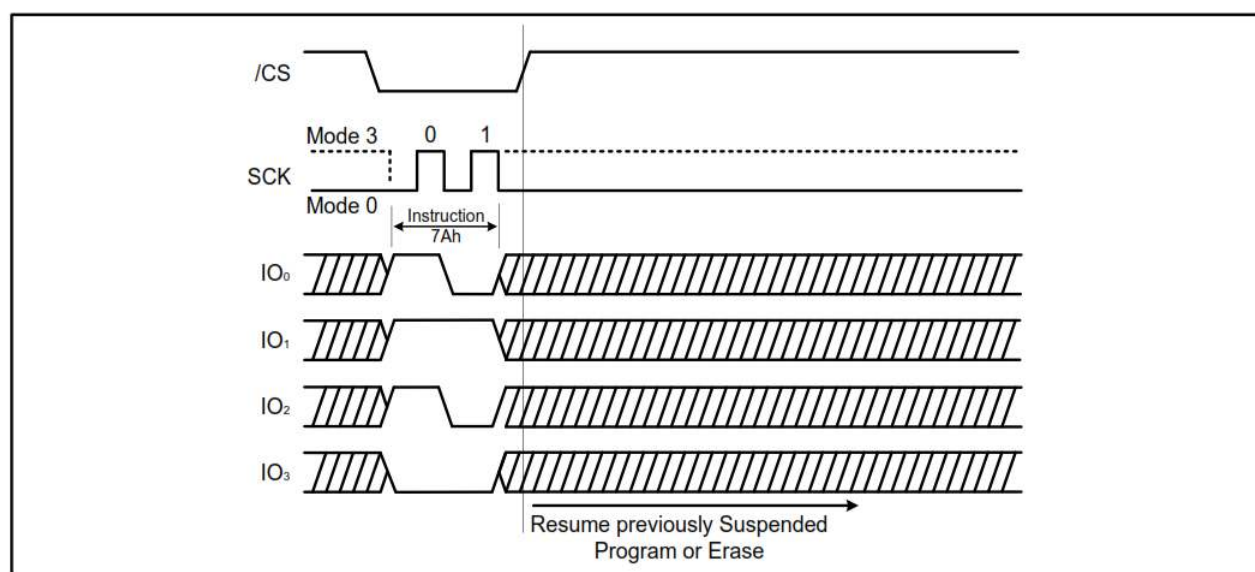 /CS
Mode 3 0 1
SCK
Mode 0
Instruction
7Ah
IO₀
IO₁
IO₂
IO₃
Resume previously Suspended
Program or Erase